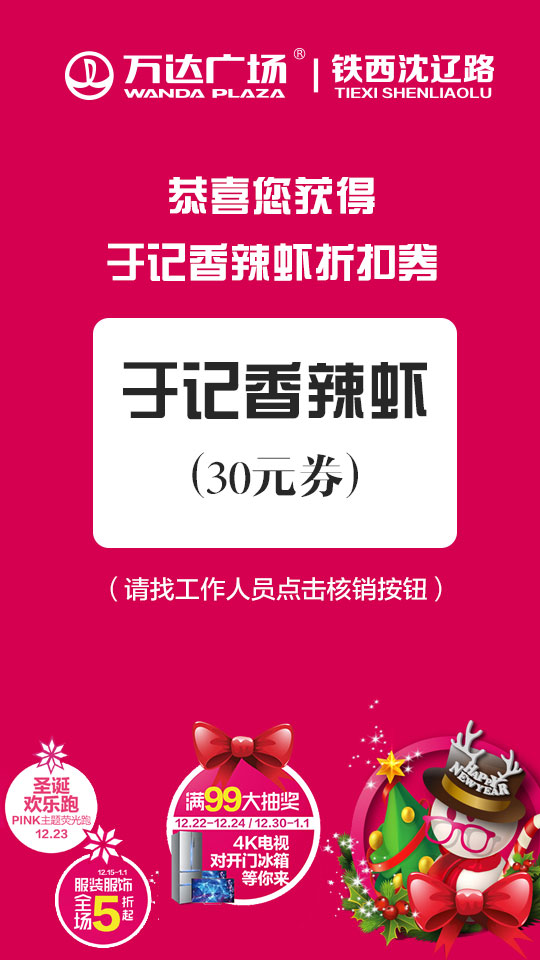 万达广场® | 铁西沈辽路
WANDA PLAZA TIEXI SHENLIAOLU
恭喜您获得
于记香辣虾折扣券
于记香辣虾
(30元券)
(请找工作人员点击核销按钮)
圣诞
欢乐跑
PINK主题荧光跑
12.23
12.15-1.1
服装服饰
全场5折起
满99大抽奖
12.22-12.24 / 12.30-1.1
4K电视
对开门冰箱
等你来
HAPPY
NEW YEAR